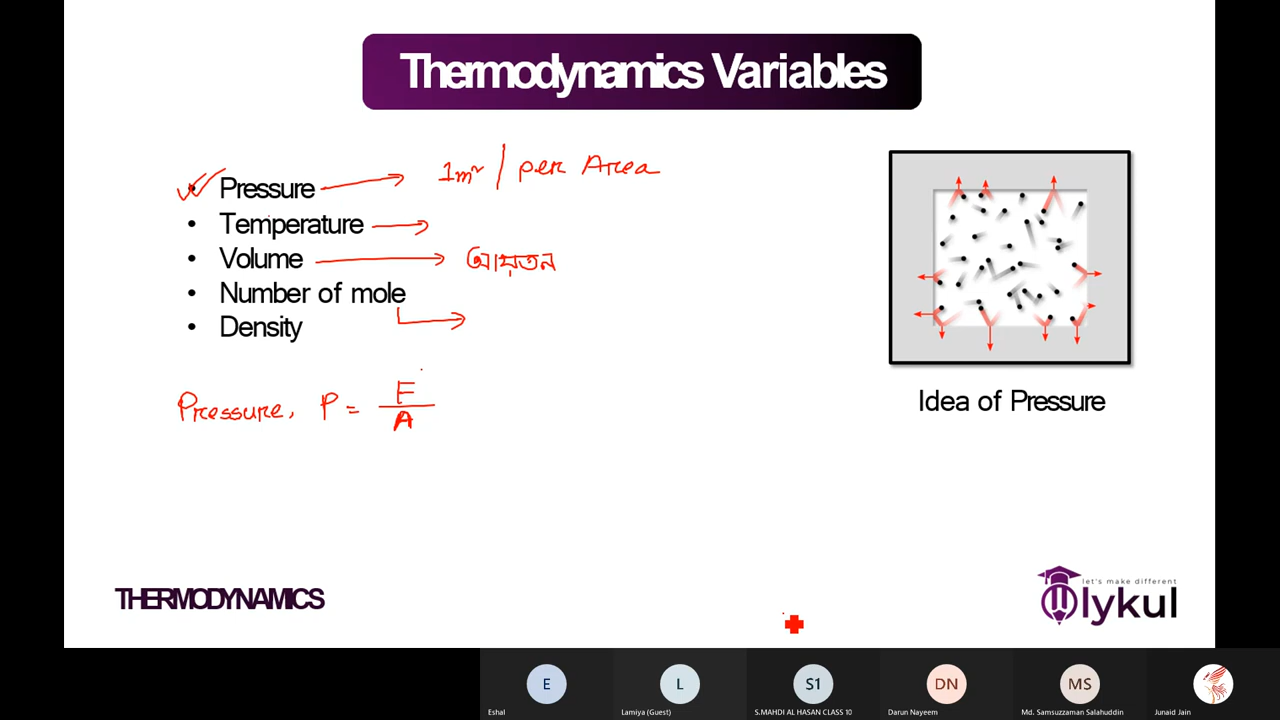 Thermodynamics Variables
Pressure → 1m² / per Area
• Temperature →
• Volume → আয়তন
• Number of mole
• Density
Pressure, P = F/A
Idea of Pressure
THERMODYNAMICS
let's make different
lykul
E
L
S1
DN
MS
Eshal
Lamiya (Guest)
S.MAHDI AL HASAN CLASS 10
Darun Nayeem
Md. Samsuzzaman Salahuddin
Junaid Jain